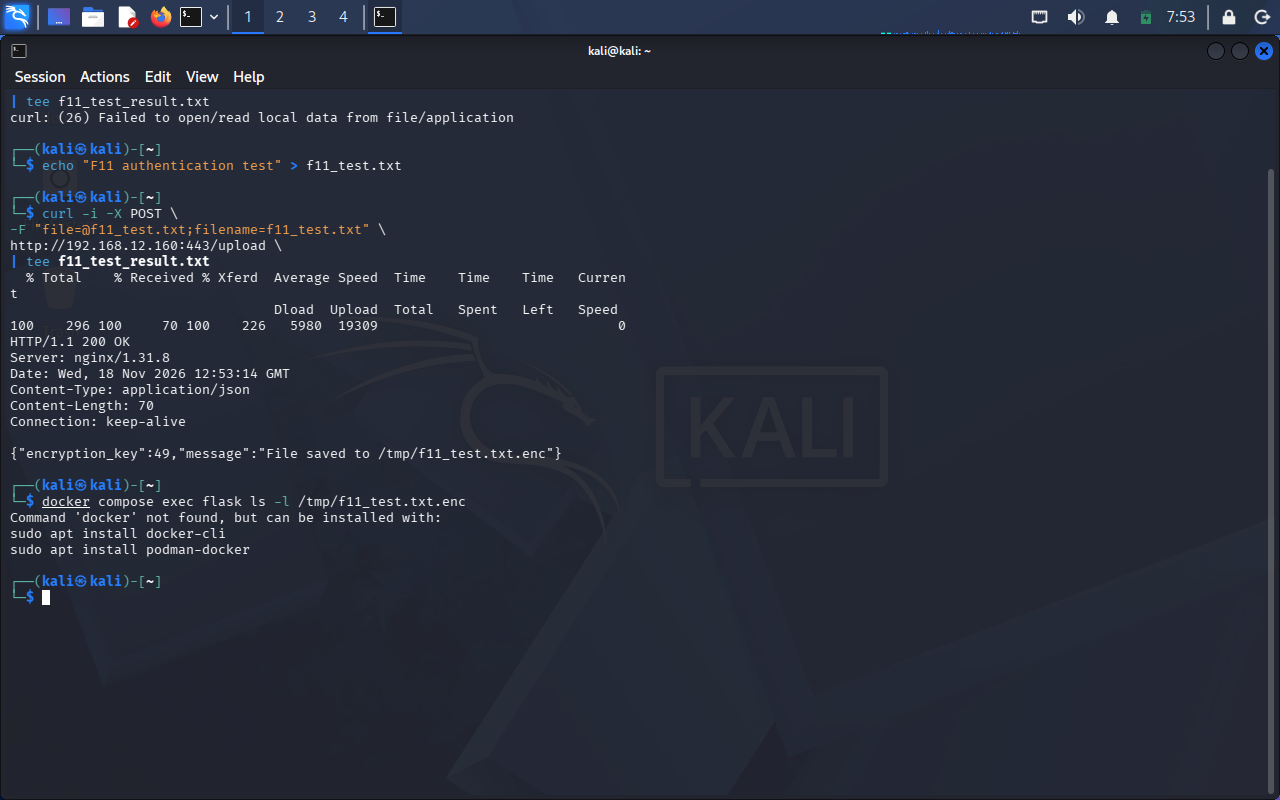 1 2 3 4 7:53
kali@kali: ~
Session Actions Edit View Help
| tee f11_test_result.txt
curl: (26) Failed to open/read local data from file/application
┌──(kali㉿kali)-[~]
└─$ echo "F11 authentication test" > f11_test.txt
┌──(kali㉿kali)-[~]
└─$ curl -i -X POST \
-F "file=@f11_test.txt;filename=f11_test.txt" \
http://192.168.12.160:443/upload \
| tee f11_test_result.txt
  % Total    % Received % Xferd  Average Speed  Time    Time    Time   Curren
t
                                 Dload  Upload  Total   Spent   Left   Speed
100    296 100     70 100    226   5980  19309                              0
HTTP/1.1 200 OK
Server: nginx/1.31.8
Date: Wed, 18 Nov 2026 12:53:14 GMT
Content-Type: application/json
Content-Length: 70
Connection: keep-alive
{"encryption_key":49,"message":"File saved to /tmp/f11_test.txt.enc"}
┌──(kali㉿kali)-[~]
└─$ docker compose exec flask ls -l /tmp/f11_test.txt.enc
Command 'docker' not found, but can be installed with:
sudo apt install docker-cli
sudo apt install podman-docker
┌──(kali㉿kali)-[~]
└─$
KALI